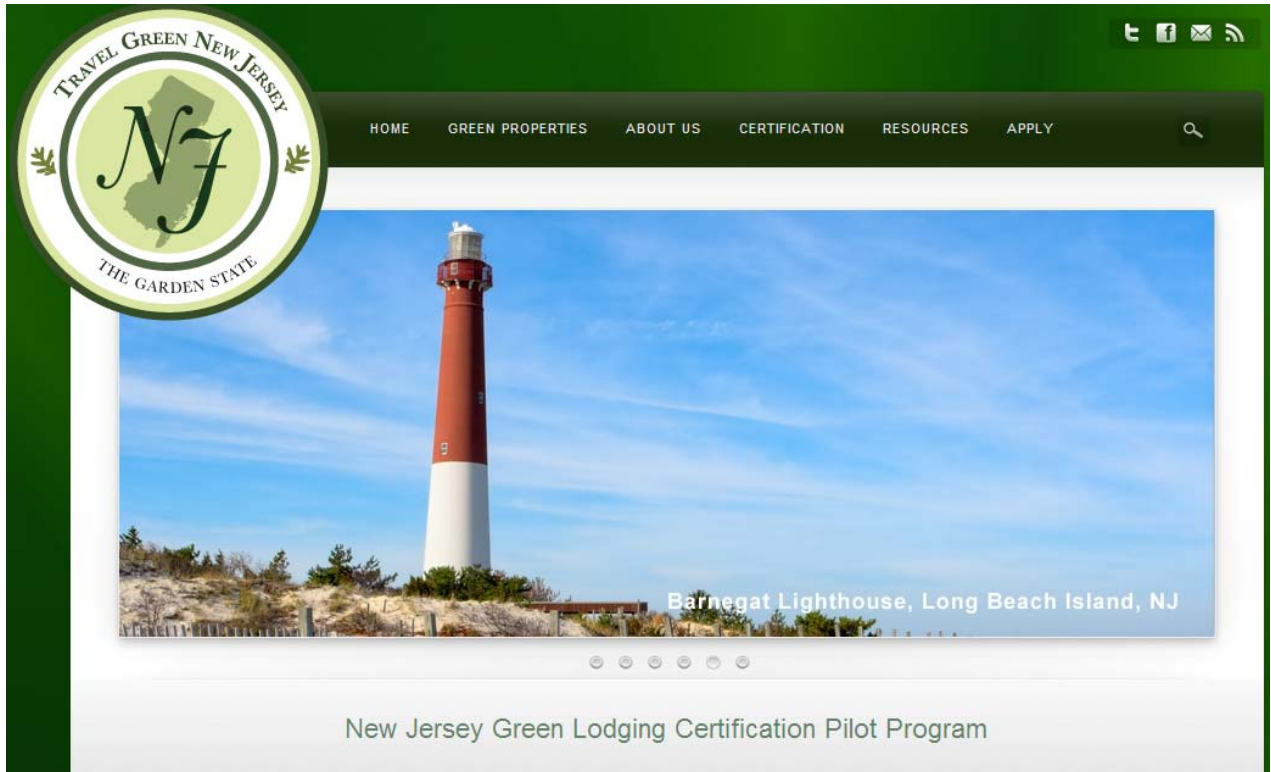 TRAVEL GREEN NEW JERSEY
NJ
THE GARDEN STATE
HOME GREEN PROPERTIES ABOUT US CERTIFICATION RESOURCES APPLY
Barnegat Lighthouse, Long Beach Island, NJ
New Jersey Green Lodging Certification Pilot Program